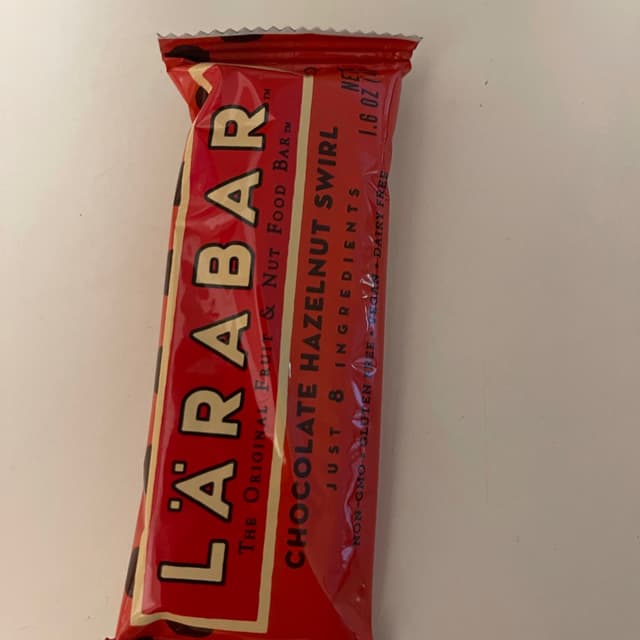 LÄRABAR™
THE ORIGINAL FRUIT & NUT FOOD BAR™
CHOCOLATE HAZELNUT SWIRL
JUST 8 INGREDIENTS
NON-GMO • GLUTEN FREE • VEGAN • DAIRY FREE
1.6 OZ